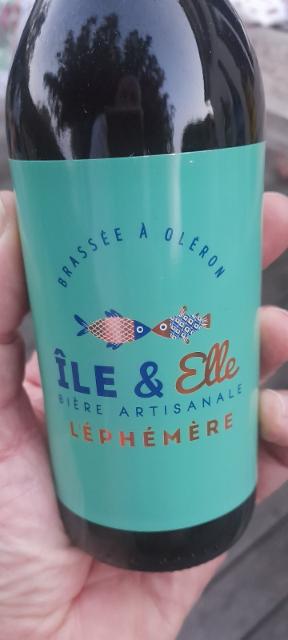 BRASSÉE À OLÉRON
ÎLE & Elle
BIÈRE ARTISANALE
LÉPHÉMÈRE